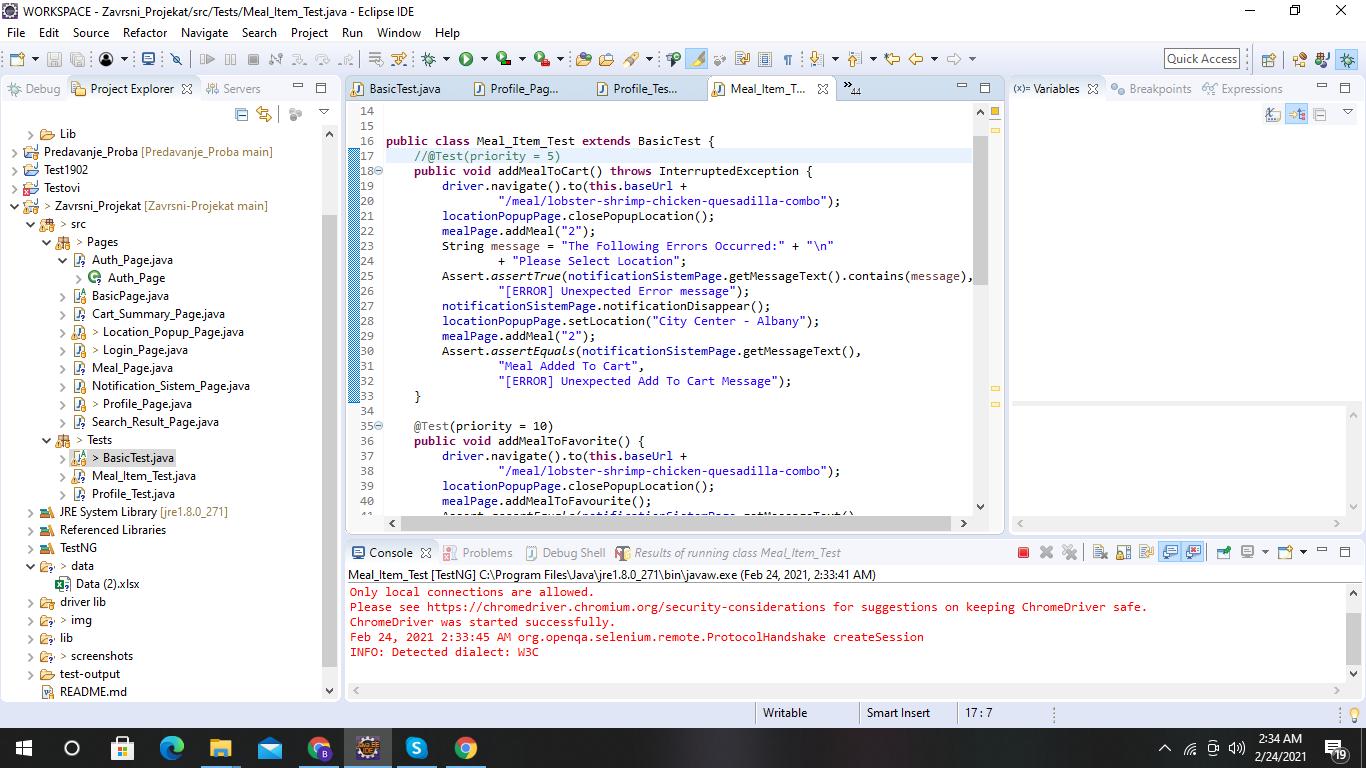 WORKSPACE - Zavrsni_Projekat/src/Tests/Meal_Item_Test.java - Eclipse IDE
File Edit Source Refactor Navigate Search Project Run Window Help
Quick Access
Debug Project Explorer Servers
Lib
Predavanje_Proba [Predavanje_Proba main]
Test1902
Testovi
> Zavrsni_Projekat [Zavrsni-Projekat main]
> src
> Pages
Auth_Page.java
Auth_Page
BasicPage.java
Cart_Summary_Page.java
> Location_Popup_Page.java
> Login_Page.java
Meal_Page.java
Notification_Sistem_Page.java
> Profile_Page.java
Search_Result_Page.java
> Tests
> BasicTest.java
Meal_Item_Test.java
Profile_Test.java
JRE System Library [jre1.8.0_271]
Referenced Libraries
TestNG
> data
Data (2).xlsx
driver lib
> img
lib
> screenshots
test-output
README.md
BasicTest.java Profile_Pag... Profile_Tes... Meal_Item_T... »44
14
15
16 public class Meal_Item_Test extends BasicTest {
17 //@Test(priority = 5)
18 public void addMealToCart() throws InterruptedException {
19 driver.navigate().to(this.baseUrl +
20 "/meal/lobster-shrimp-chicken-quesadilla-combo");
21 locationPopupPage.closePopupLocation();
22 mealPage.addMeal("2");
23 String message = "The Following Errors Occurred:" + "\n"
24 + "Please Select Location";
25 Assert.assertTrue(notificationSistemPage.getMessageText().contains(message),
26 "[ERROR] Unexpected Error message");
27 notificationSistemPage.notificationDisappear();
28 locationPopupPage.setLocation("City Center - Albany");
29 mealPage.addMeal("2");
30 Assert.assertEquals(notificationSistemPage.getMessageText(),
31 "Meal Added To Cart",
32 "[ERROR] Unexpected Add To Cart Message");
33 }
34
35 @Test(priority = 10)
36 public void addMealToFavorite() {
37 driver.navigate().to(this.baseUrl +
38 "/meal/lobster-shrimp-chicken-quesadilla-combo");
39 locationPopupPage.closePopupLocation();
40 mealPage.addMealToFavourite();
41 Assert.assertEquals(notificationSistemPage.getMessageText()
(x)= Variables Breakpoints Expressions
Console Problems Debug Shell Results of running class Meal_Item_Test
Meal_Item_Test [TestNG] C:\Program Files\Java\jre1.8.0_271\bin\javaw.exe (Feb 24, 2021, 2:33:41 AM)
Only local connections are allowed.
Please see https://chromedriver.chromium.org/security-considerations for suggestions on keeping ChromeDriver safe.
ChromeDriver was started successfully.
Feb 24, 2021 2:33:45 AM org.openqa.selenium.remote.ProtocolHandshake createSession
INFO: Detected dialect: W3C
Writable Smart Insert 17 : 7
2:34 AM
2/24/2021
19